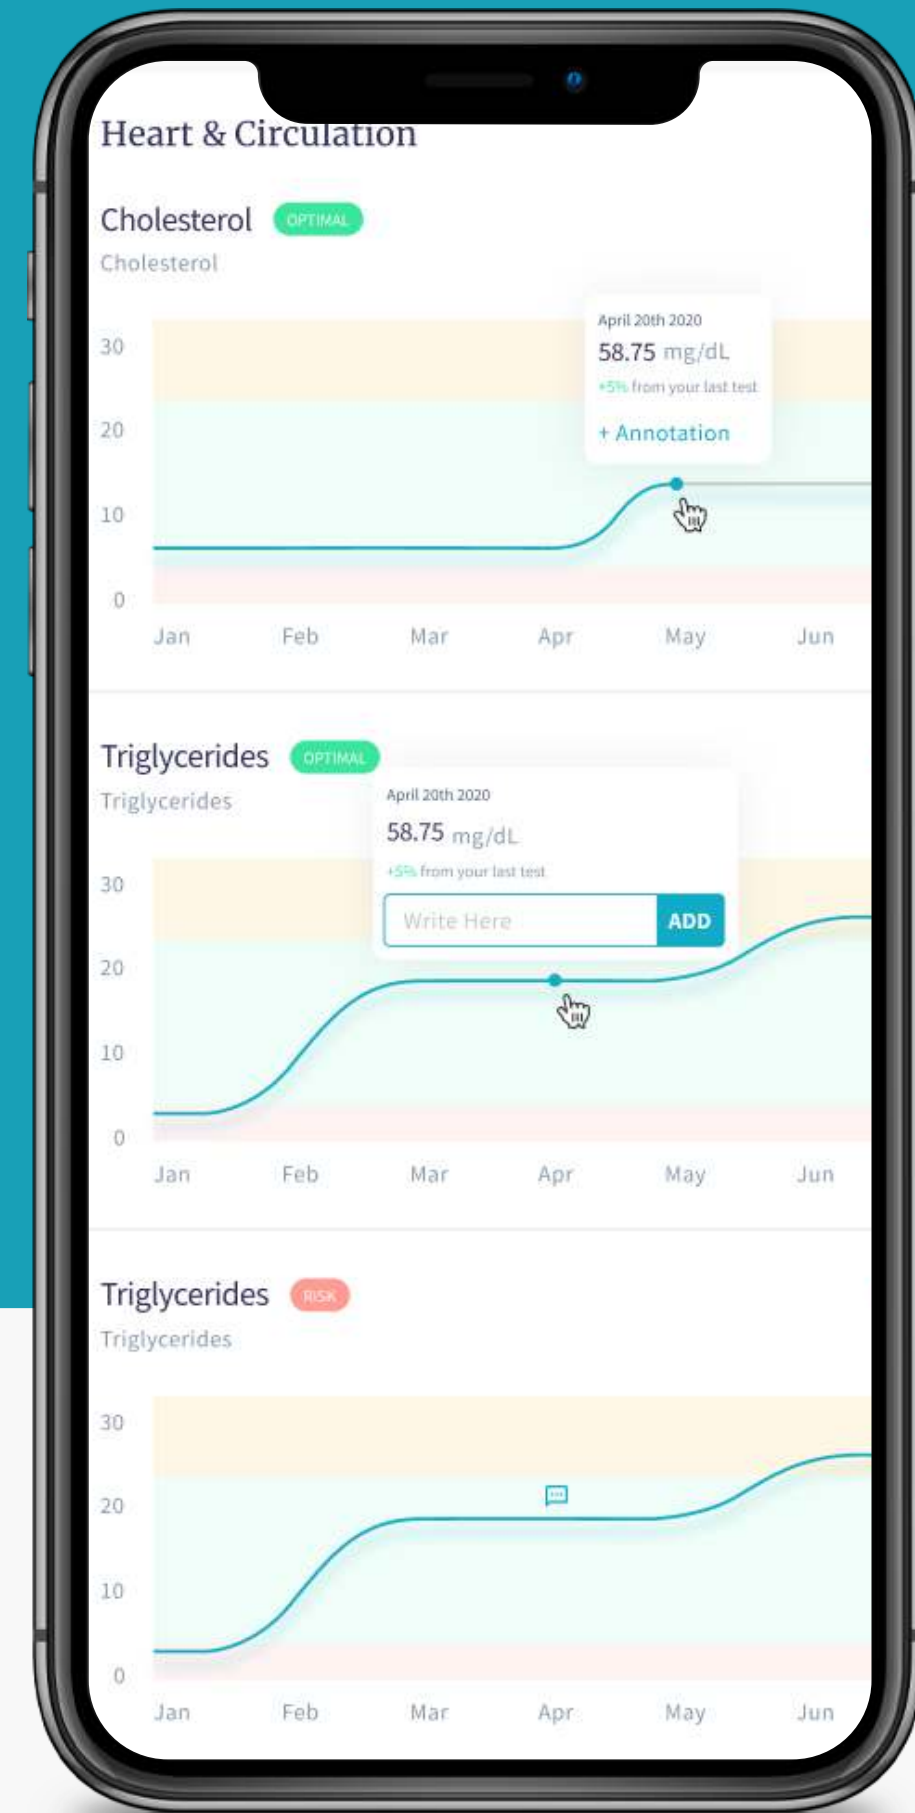 Heart & Circulation
Cholesterol OPTIMAL
Cholesterol
April 20th 2020
58.75 mg/dL
+5% from your last test
+ Annotation
30
20
10
0
Jan Feb Mar Apr May Jun
Triglycerides OPTIMAL
Triglycerides
April 20th 2020
58.75 mg/dL
+5% from your last test
Write Here ADD
30
20
10
0
Jan Feb Mar Apr May Jun
Triglycerides RISK
Triglycerides
30
20
10
0
Jan Feb Mar Apr May Jun